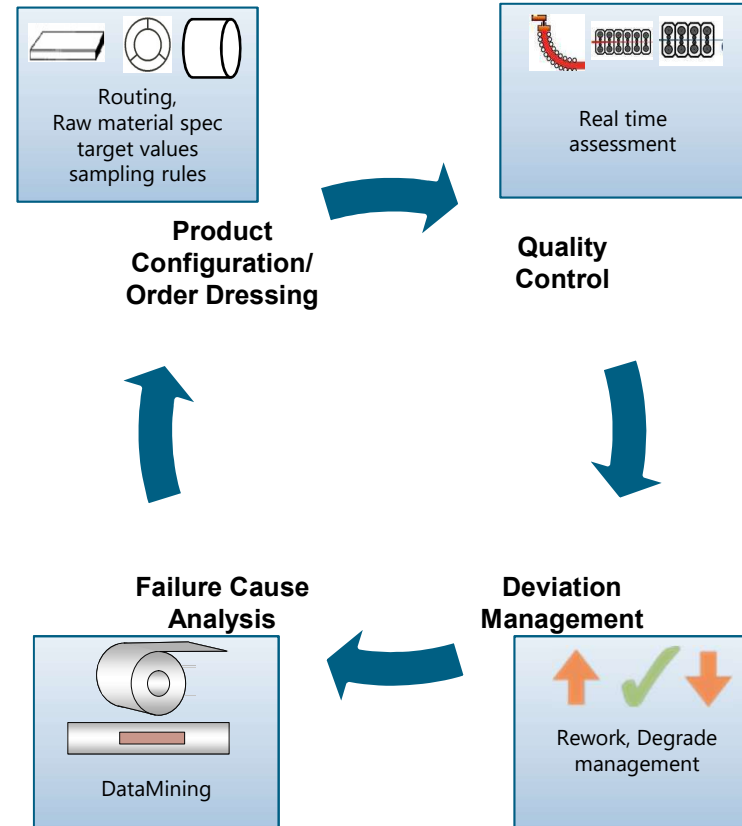 Routing,
Raw material spec
target values
sampling rules
Product
Configuration/
Order Dressing
Real time
assessment
Quality
Control
Deviation
Management
Rework, Degrade
management
Failure Cause
Analysis
DataMining